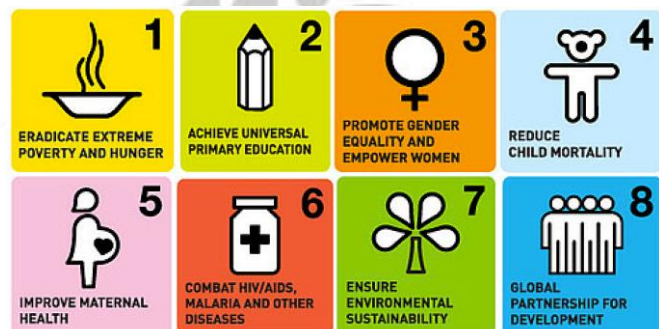 1
ERADICATE EXTREME
POVERTY AND HUNGER
2
ACHIEVE UNIVERSAL
PRIMARY EDUCATION
3
PROMOTE GENDER
EQUALITY AND
EMPOWER WOMEN
4
REDUCE
CHILD MORTALITY
5
IMPROVE MATERNAL
HEALTH
6
COMBAT HIV/AIDS,
MALARIA AND OTHER
DISEASES
7
ENSURE
ENVIRONMENTAL
SUSTAINABILITY
8
GLOBAL
PARTNERSHIP FOR
DEVELOPMENT